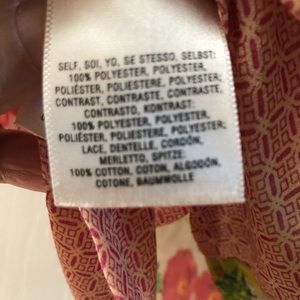 SELF, SOI, YO, SE STESSO, SELBST:
100% POLYESTER, POLYESTER,
POLIÉSTER, POLIESTERE, POLYESTER
CONTRAST, CONTRASTE, CONTRASTE,
CONTRASTO, KONTRAST:
100% POLYESTER, POLYESTER,
POLIÉSTER, POLIESTERE, POLYESTER
LACE, DENTELLE, CORDÓN,
MERLETTO, SPITZE:
100% COTTON, COTON, ALGODÓN,
COTONE, BAUMWOLLE